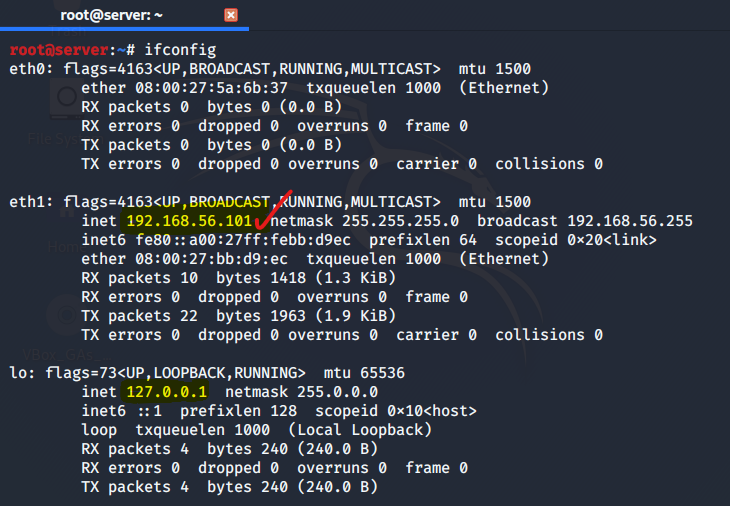 root@server: ~
root@server:~# ifconfig
eth0: flags=4163<UP,BROADCAST,RUNNING,MULTICAST>  mtu 1500
        ether 08:00:27:5a:6b:37  txqueuelen 1000  (Ethernet)
        RX packets 0  bytes 0 (0.0 B)
        RX errors 0  dropped 0  overruns 0  frame 0
        TX packets 0  bytes 0 (0.0 B)
        TX errors 0  dropped 0 overruns 0  carrier 0  collisions 0
eth1: flags=4163<UP,BROADCAST,RUNNING,MULTICAST>  mtu 1500
        inet 192.168.56.101  netmask 255.255.255.0  broadcast 192.168.56.255
        inet6 fe80::a00:27ff:febb:d9ec  prefixlen 64  scopeid 0×20<link>
        ether 08:00:27:bb:d9:ec  txqueuelen 1000  (Ethernet)
        RX packets 10  bytes 1418 (1.3 KiB)
        RX errors 0  dropped 0  overruns 0  frame 0
        TX packets 22  bytes 1963 (1.9 KiB)
        TX errors 0  dropped 0 overruns 0  carrier 0  collisions 0
lo: flags=73<UP,LOOPBACK,RUNNING>  mtu 65536
        inet 127.0.0.1  netmask 255.0.0.0
        inet6 ::1  prefixlen 128  scopeid 0×10<host>
        loop  txqueuelen 1000  (Local Loopback)
        RX packets 4  bytes 240 (240.0 B)
        RX errors 0  dropped 0  overruns 0  frame 0
        TX packets 4  bytes 240 (240.0 B)